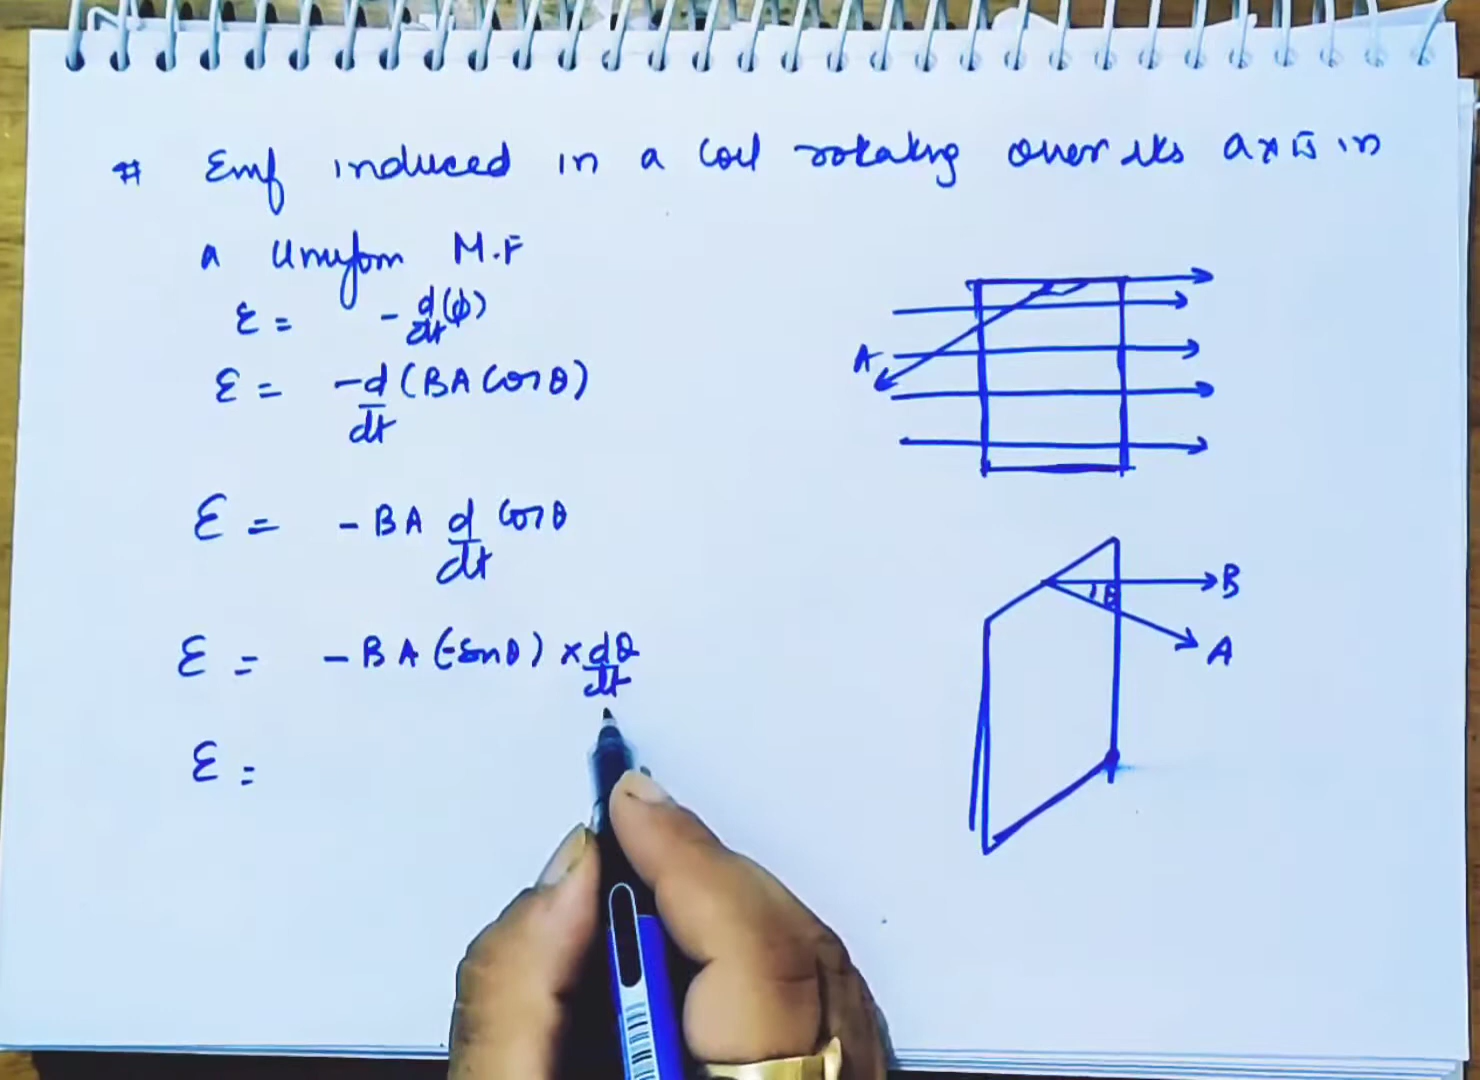 # Emf induced in a coil rotating over its axis in
a Uniform M.F
ε = - d/dt (φ)
ε = -d/dt (BA Cosθ)
ε = - BA d/dt Cosθ
ε = - BA (-Sinθ) × dθ/dt
ε =
A
B
θ
A